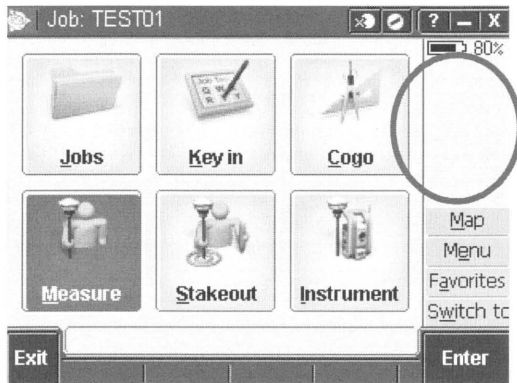 Job: TEST01
? – X
80%
Jobs
Key in
Cogo
Map
Menu
Favorites
Switch to
Measure
Stakeout
Instrument
Exit
Enter